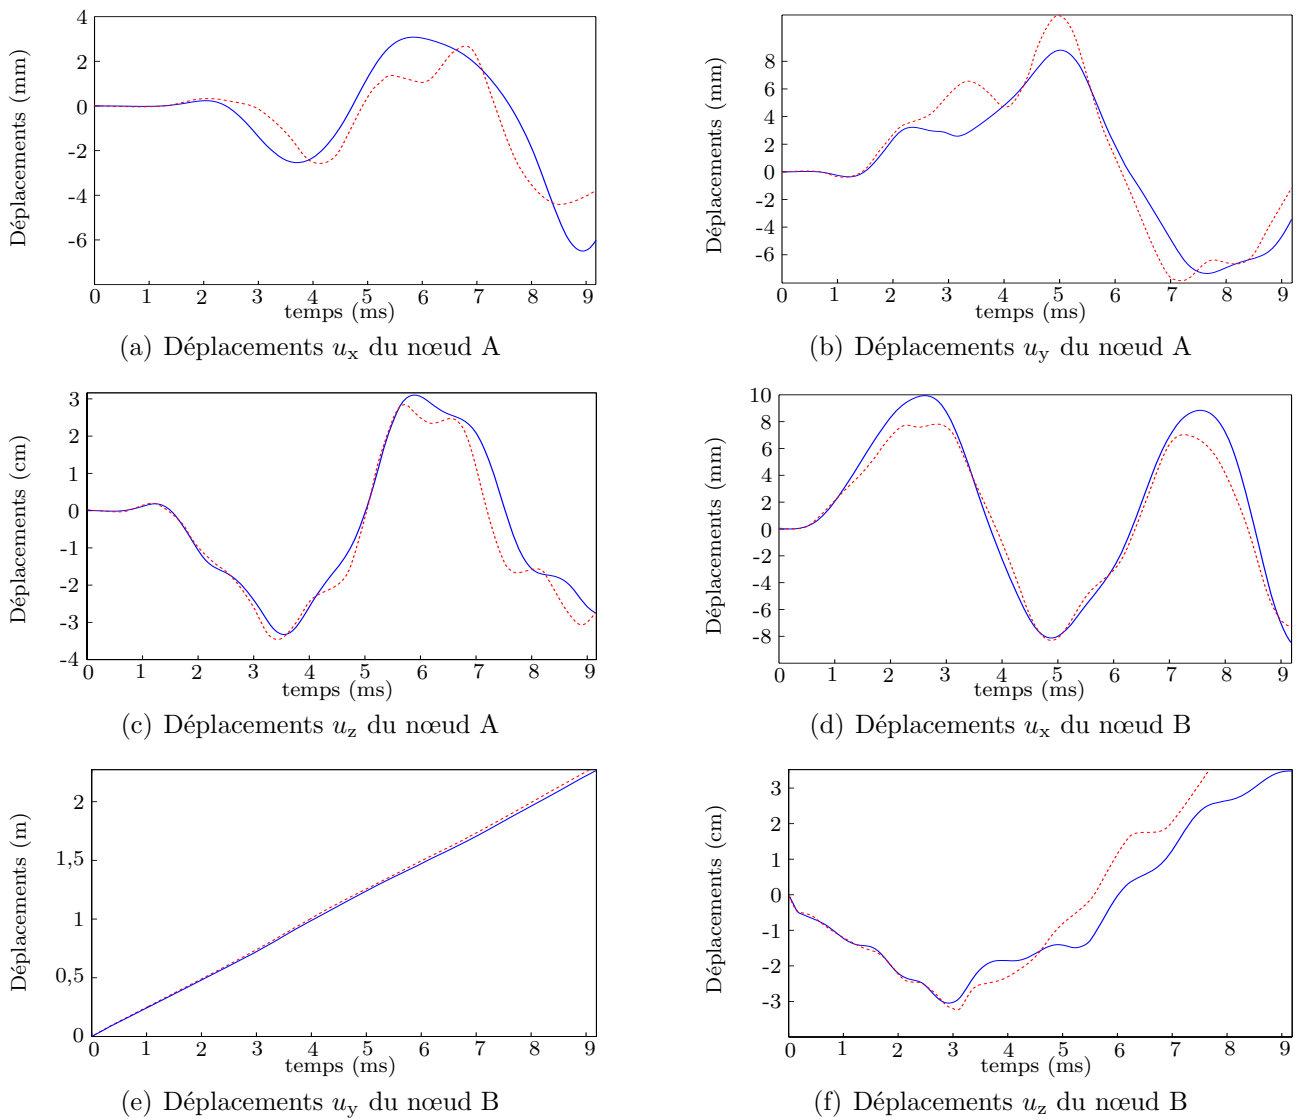 4
2
0
-2
-4
-6
Déplacements (mm)
0 1 2 3 4 5 6 7 8 9
temps (ms)
(a) Déplacements u_x du nœud A
8
6
4
2
0
-2
-4
-6
Déplacements (mm)
0 1 2 3 4 5 6 7 8 9
temps (ms)
(b) Déplacements u_y du nœud A
3
2
1
0
-1
-2
-3
-4
Déplacements (cm)
0 1 2 3 4 5 6 7 8 9
temps (ms)
(c) Déplacements u_z du nœud A
10
8
6
4
2
0
-2
-4
-6
-8
Déplacements (mm)
0 1 2 3 4 5 6 7 8 9
temps (ms)
(d) Déplacements u_x du nœud B
2
1,5
1
0,5
0
Déplacements (m)
0 1 2 3 4 5 6 7 8 9
temps (ms)
(e) Déplacements u_y du nœud B
3
2
1
0
-1
-2
-3
Déplacements (cm)
0 1 2 3 4 5 6 7 8 9
temps (ms)
(f) Déplacements u_z du nœud B